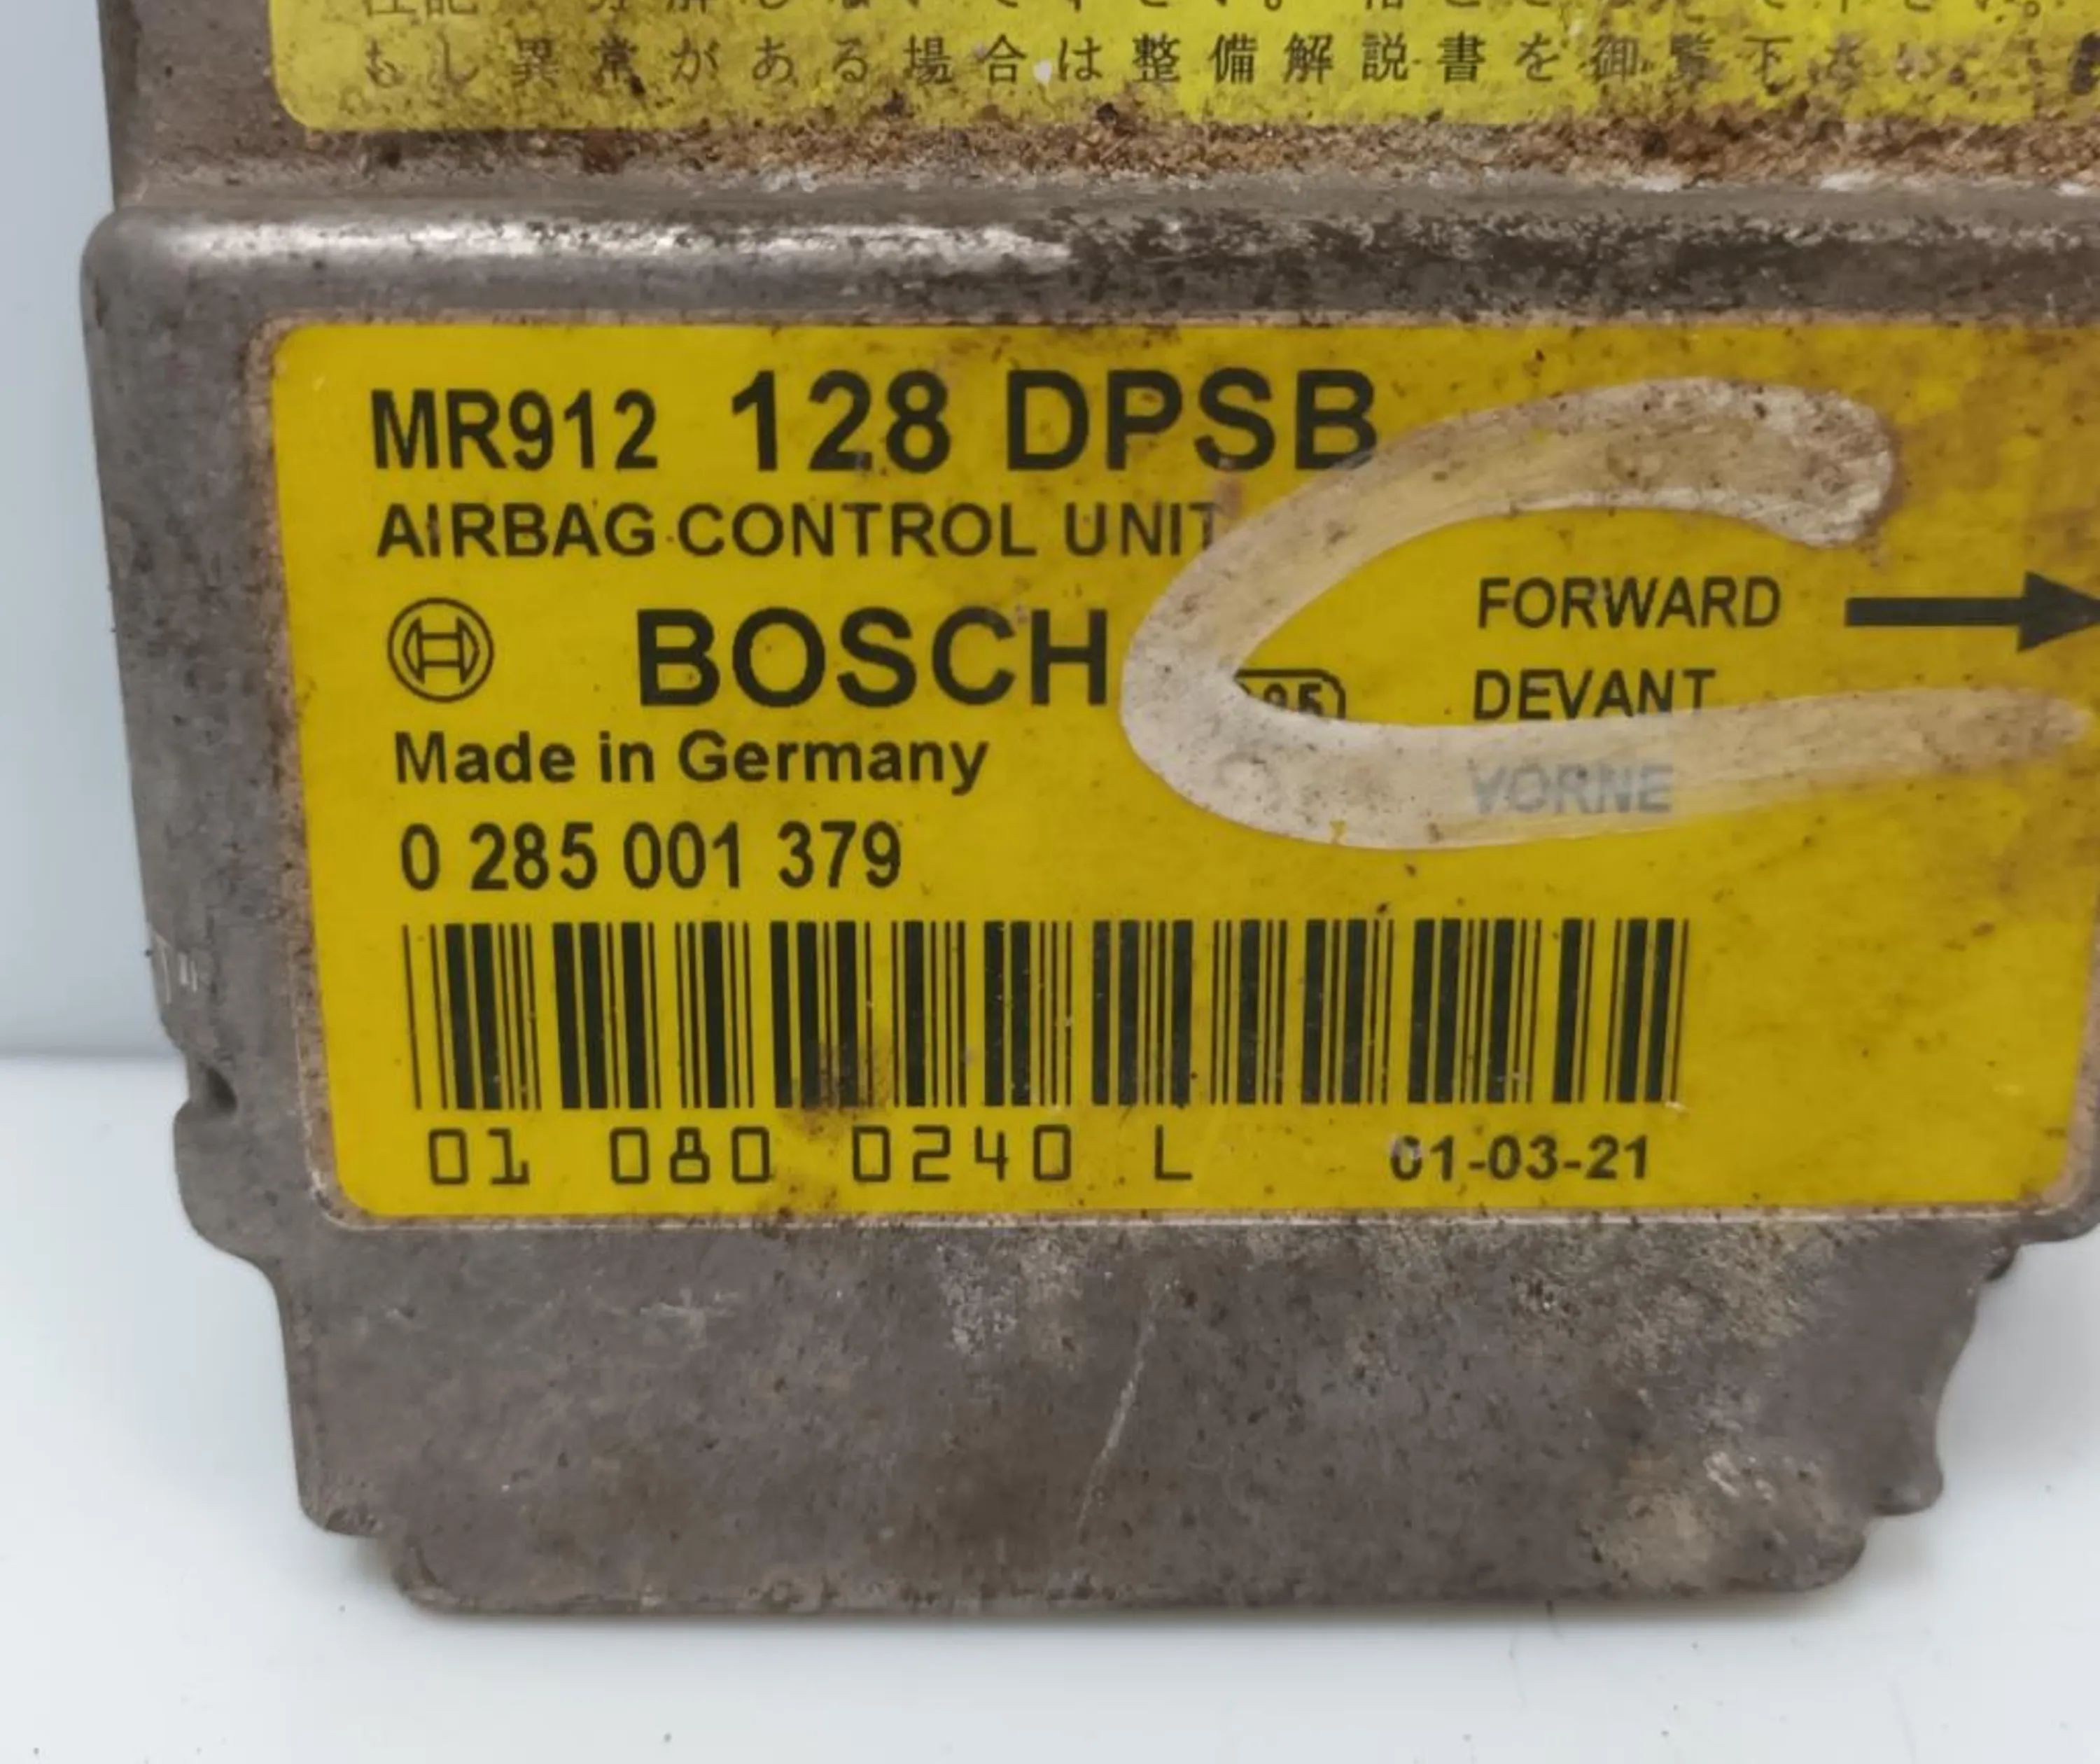 もし異常がある場合は整備解説書を御覧下さい
MR912 128 DPSB
AIRBAG CONTROL UNIT
BOSCH
FORWARD
DEVANT
VORNE
Made in Germany
0 285 001 379
01 080 0240 L 01-03-21